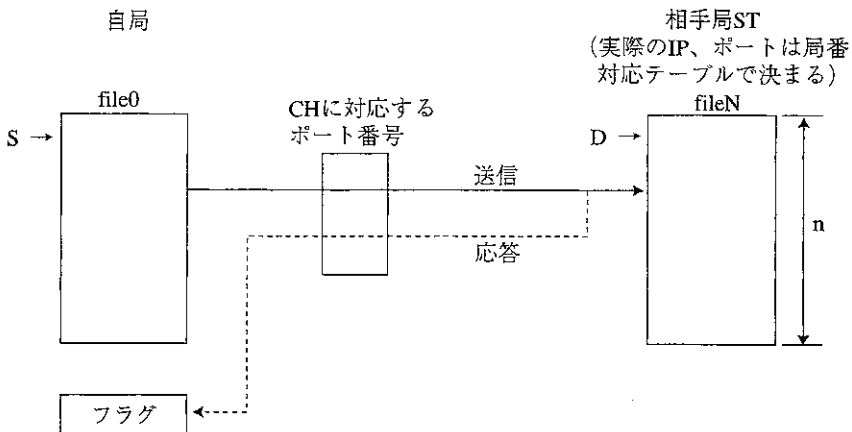 自局
相手局ST
(実際のIP、ポートは局番
対応テーブルで決まる)
file0
CHに対応する
ポート番号
fileN
S →
D →
送信
n
応答
フラグ